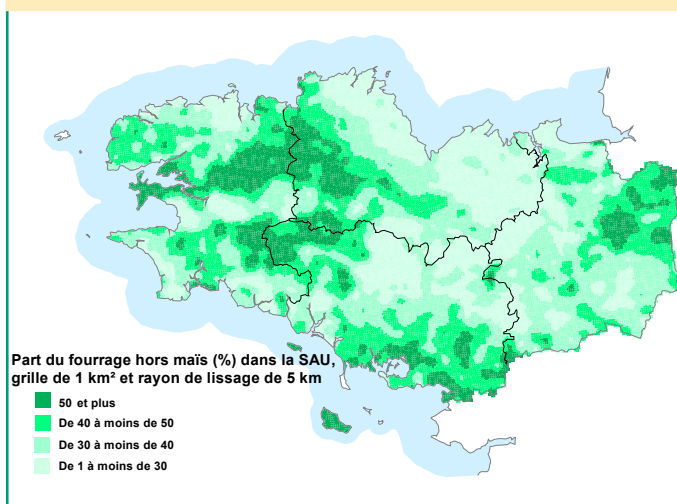 Part du fourrage hors maïs (%) dans la SAU,
grille de 1 km² et rayon de lissage de 5 km
50 et plus
De 40 à moins de 50
De 30 à moins de 40
De 1 à moins de 30